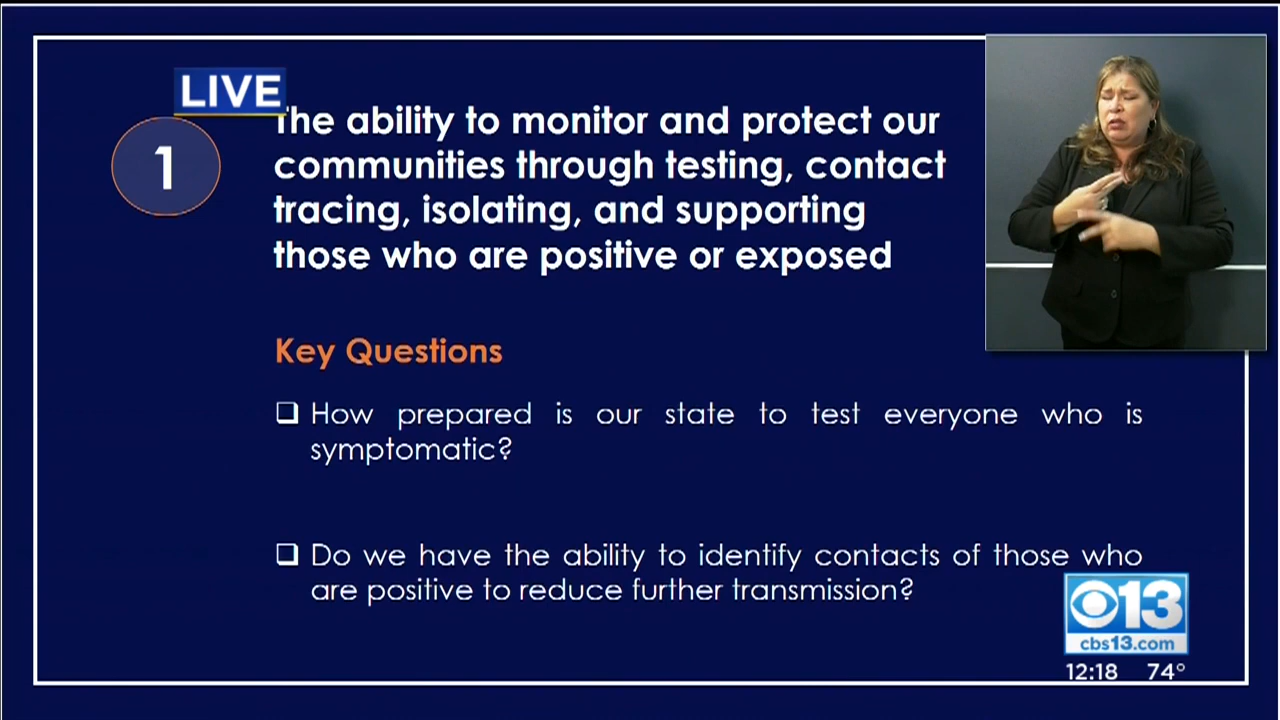 LIVE
1
The ability to monitor and protect our
communities through testing, contact
tracing, isolating, and supporting
those who are positive or exposed
Key Questions
How prepared is our state to test everyone who is
symptomatic?
Do we have the ability to identify contacts of those who
are positive to reduce further transmission?
13
cbs13.com
12:18 74°